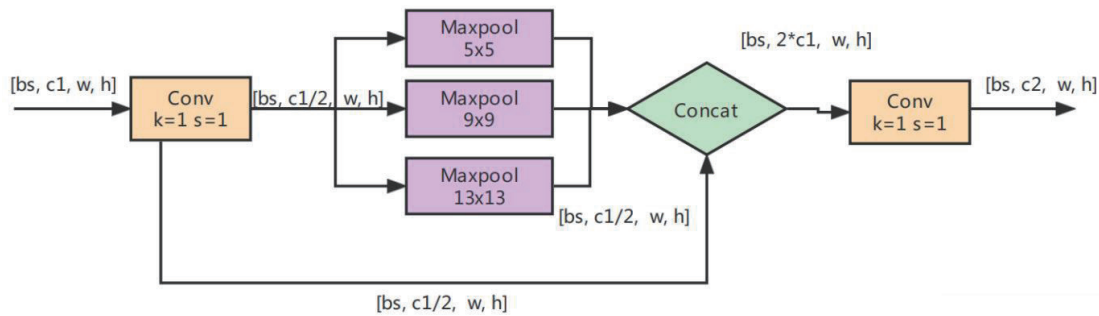 [bs, c1, w, h]
Conv
k=1 s=1
[bs, c1/2, w, h]
Maxpool
5x5
Maxpool
9x9
Maxpool
13x13
[bs, c1/2, w, h]
[bs, c1/2, w, h]
Concat
[bs, 2*c1, w, h]
Conv
k=1 s=1
[bs, c2, w, h]